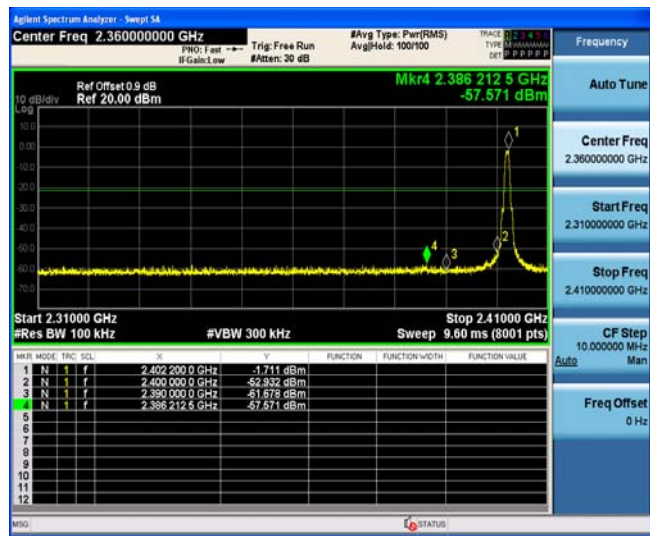 Agilent Spectrum Analyzer - Swept SA
Center Freq 2.360000000 GHz
PNO: Fast
IFGain:Low
Trig: Free Run
#Atten: 30 dB
#Avg Type: Pwr(RMS)
Avg|Hold: 100/100
TRACE 1 2 3 4 5 6
TYPE
DET P P P P P P
Frequency
Mkr4 2.386 212 5 GHz
-57.571 dBm
Ref Offset 0.9 dB
Ref 20.00 dBm
10 dB/div
Log
10.0
0.00
-10.0
-20.0
-30.0
-40.0
-50.0
-60.0
-70.0
1
2
3
4
Start 2.31000 GHz
Stop 2.41000 GHz
#Res BW 100 kHz
#VBW 300 kHz
Sweep 9.60 ms (8001 pts)
MKR MODE TRC SCL X Y FUNCTION FUNCTION WIDTH FUNCTION VALUE
1 N 1 f 2.402 200 0 GHz -1.711 dBm
2 N 1 f 2.400 000 0 GHz -62.932 dBm
3 N 1 f 2.390 000 0 GHz -61.678 dBm
4 N 1 f 2.386 212 5 GHz -57.571 dBm
5
6
7
8
9
10
11
12
MSG
STATUS
Auto Tune
Center Freq
2.360000000 GHz
Start Freq
2.310000000 GHz
Stop Freq
2.410000000 GHz
CF Step
10.000000 MHz
Auto Man
Freq Offset
0 Hz